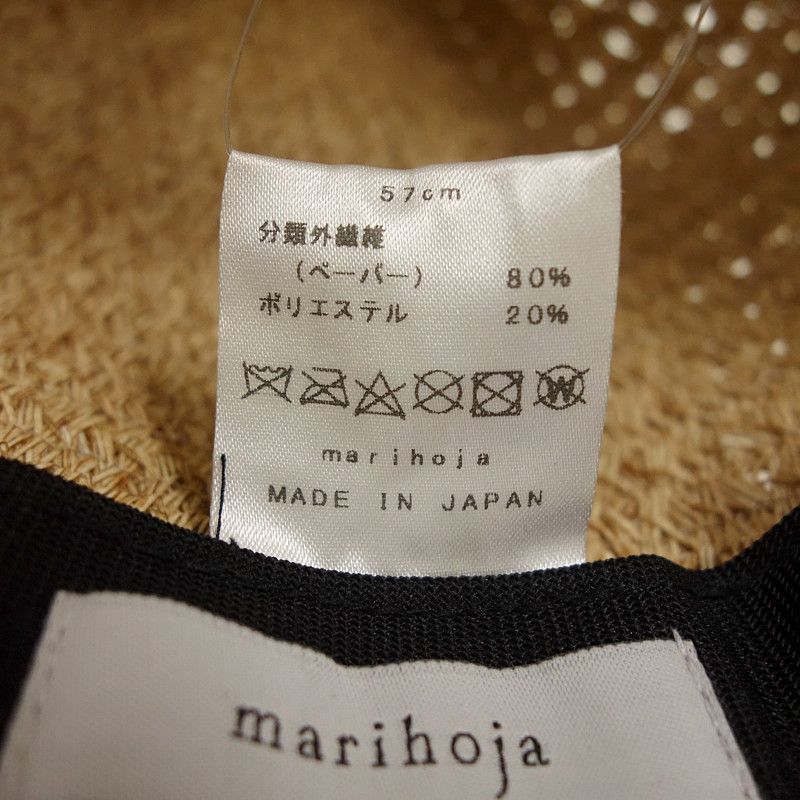 57cm
分類外繊維
(ペーパー) 80%
ポリエステル 20%
W
marihoja
MADE IN JAPAN
marihoja